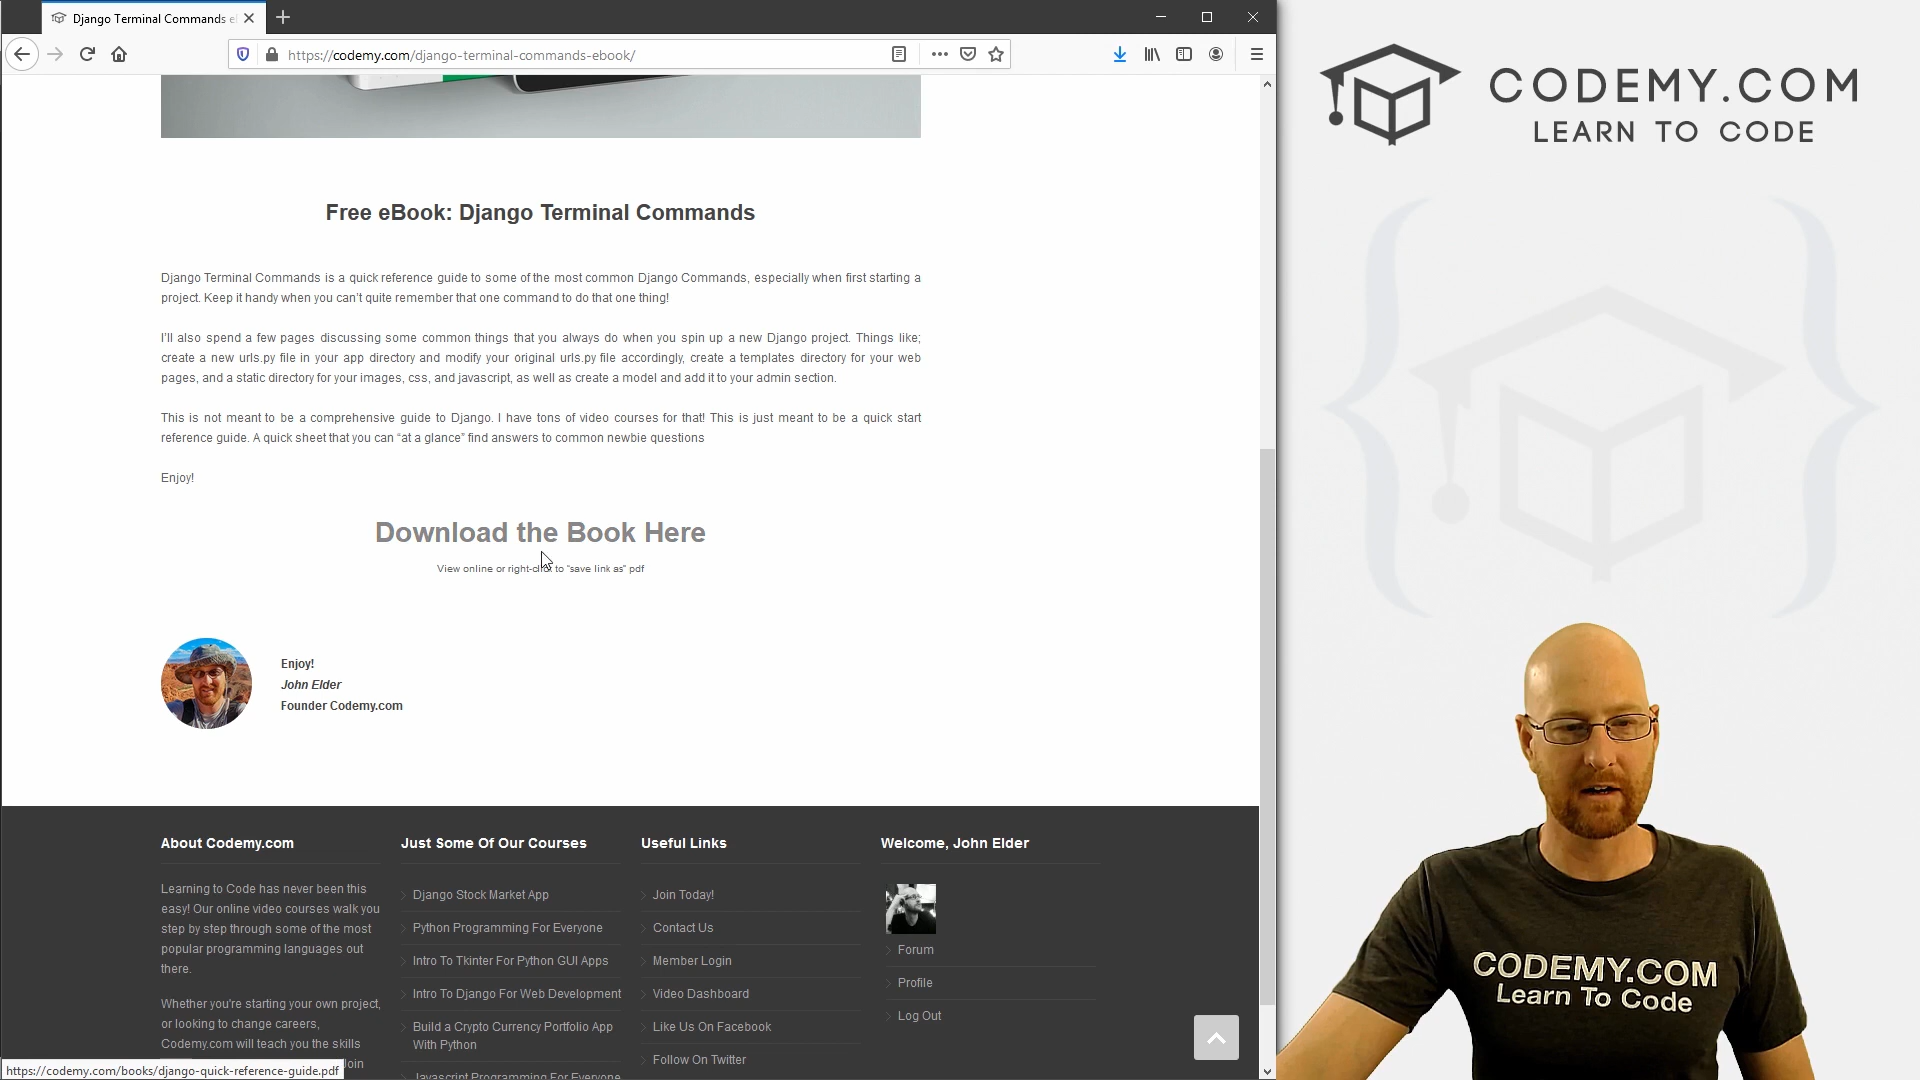 Django Terminal Commands e
https://codemy.com/django-terminal-commands-ebook/
CODEMY.COM
LEARN TO CODE
Free eBook: Django Terminal Commands
Django Terminal Commands is a quick reference guide to some of the most common Django Commands, especially when first starting a
project. Keep it handy when you can't quite remember that one command to do that one thing!
I'll also spend a few pages discussing some common things that you always do when you spin up a new Django project. Things like;
create a new urls.py file in your app directory and modify your original urls.py file accordingly, create a templates directory for your web
pages, and a static directory for your images, css, and javascript, as well as create a model and add it to your admin section.
This is not meant to be a comprehensive guide to Django. I have tons of video courses for that! This is just meant to be a quick start
reference guide. A quick sheet that you can “at a glance” find answers to common newbie questions
Enjoy!
Download the Book Here
View online or right-click to “save link as” pdf
Enjoy!
John Elder
Founder Codemy.com
About Codemy.com
Learning to Code has never been this
easy! Our online video courses walk you
step by step through some of the most
popular programming languages out
there.
Whether you're starting your own project,
or looking to change careers,
Codemy.com will teach you the skills
Join
Just Some Of Our Courses
Django Stock Market App
Python Programming For Everyone
Intro To Tkinter For Python GUI Apps
Intro To Django For Web Development
Build a Crypto Currency Portfolio App
With Python
Javascript Programming For Everyone
Useful Links
Join Today!
Contact Us
Member Login
Video Dashboard
Like Us On Facebook
Follow On Twitter
Welcome, John Elder
Forum
Profile
Log Out
https://codemy.com/books/django-quick-reference-guide.pdf
CODEMY.COM
Learn To Code